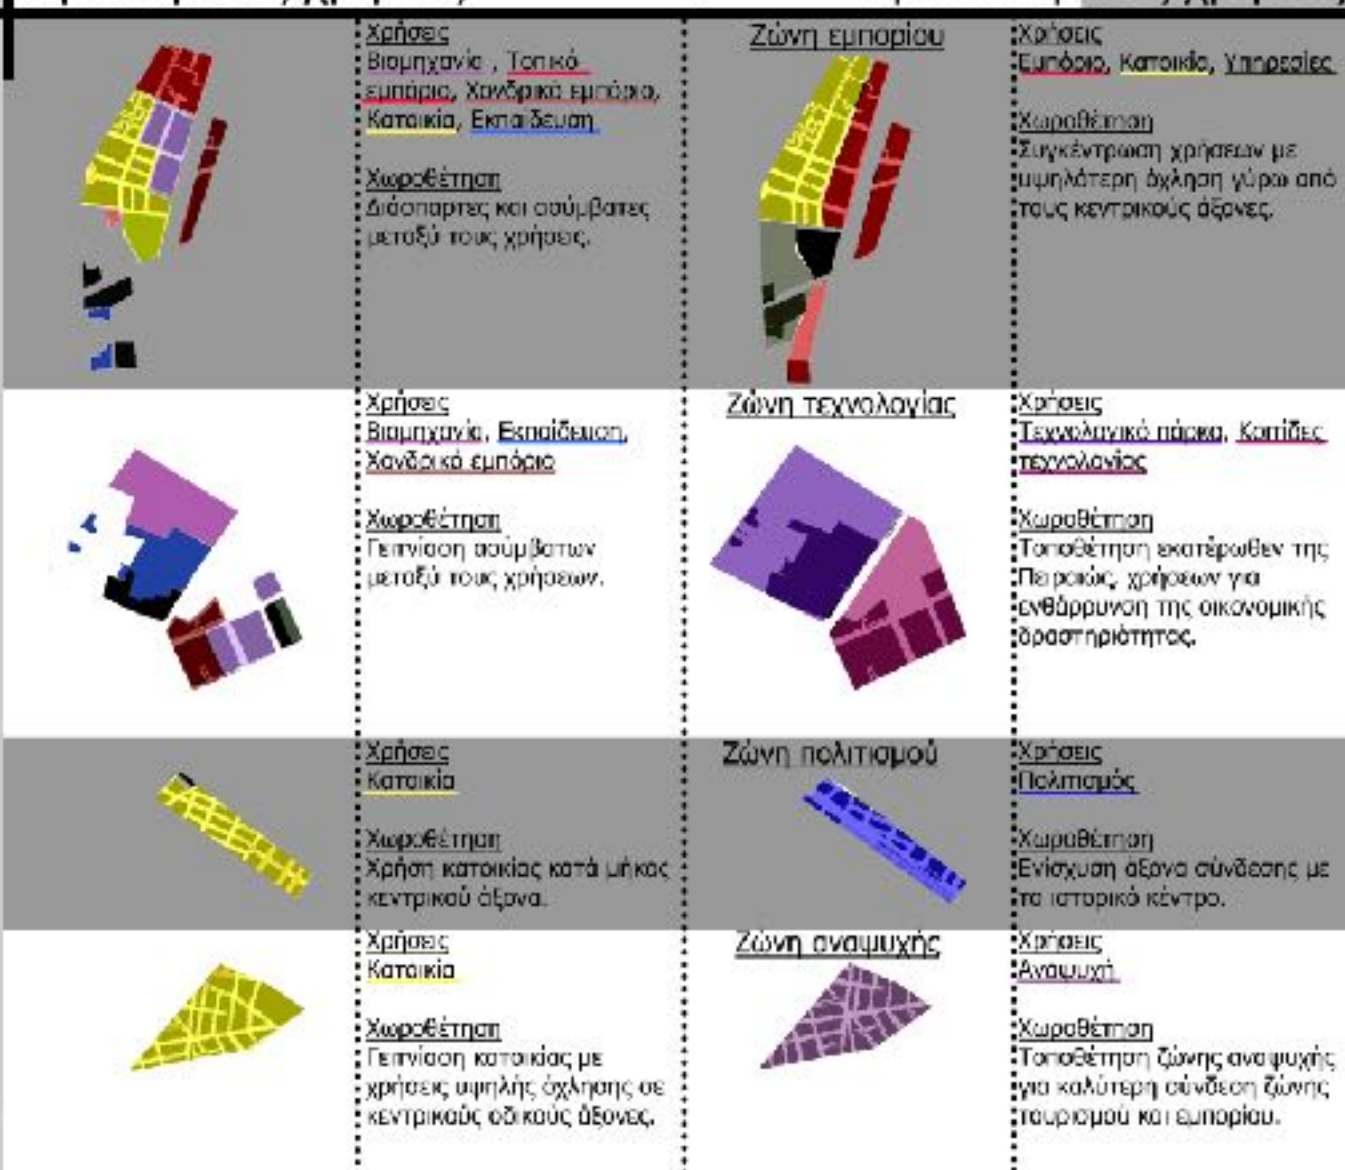 Χρήσεις
Βιομηχανία , Τοπικό
εμπόριο, Χονδρικό εμπόριο,
Κατοικία, Εκπαίδευση
Χωροθέτηση
Διάσπαρτες και ασύμβατες
μεταξύ τους χρήσεις.
Ζώνη εμπορίου
Χρήσεις
Εμπόριο, Κατοικία, Υπηρεσίες
Χωροθέτηση
Συγκέντρωση χρήσεων με
υψηλότερη όχληση γύρω από
τους κεντρικούς άξονες.
Χρήσεις
Βιομηχανία, Εκπαίδευση,
Χονδρικό εμπόριο
Χωροθέτηση
Γειτνίαση ασύμβατων
μεταξύ τους χρήσεων.
Ζώνη τεχνολογίας
Χρήσεις
Τεχνολογικό πάρκο, Κοιτίδες
τεχνολογίας
Χωροθέτηση
Τοποθέτηση εκατέρωθεν της
Πειραιώς, χρήσεων για
ενθάρρυνση της οικονομικής
δραστηριότητας.
Χρήσεις
Κατοικία
Χωροθέτηση
Χρήση κατοικίας κατά μήκος
κεντρικού άξονα.
Ζώνη πολιτισμού
Χρήσεις
Πολιτισμός
Χωροθέτηση
Ενίσχυση άξονα σύνδεσης με
το ιστορικό κέντρο.
Χρήσεις
Κατοικία
Χωροθέτηση
Γειτνίαση κατοικίας με
χρήσεις υψηλής όχλησης σε
κεντρικούς οδικούς άξονες.
Ζώνη αναψυχής
Χρήσεις
Αναψυχή
Χωροθέτηση
Τοποθέτηση ζώνης αναψυχής
για καλύτερη σύνδεση ζώνης
τουρισμού και εμπορίου.